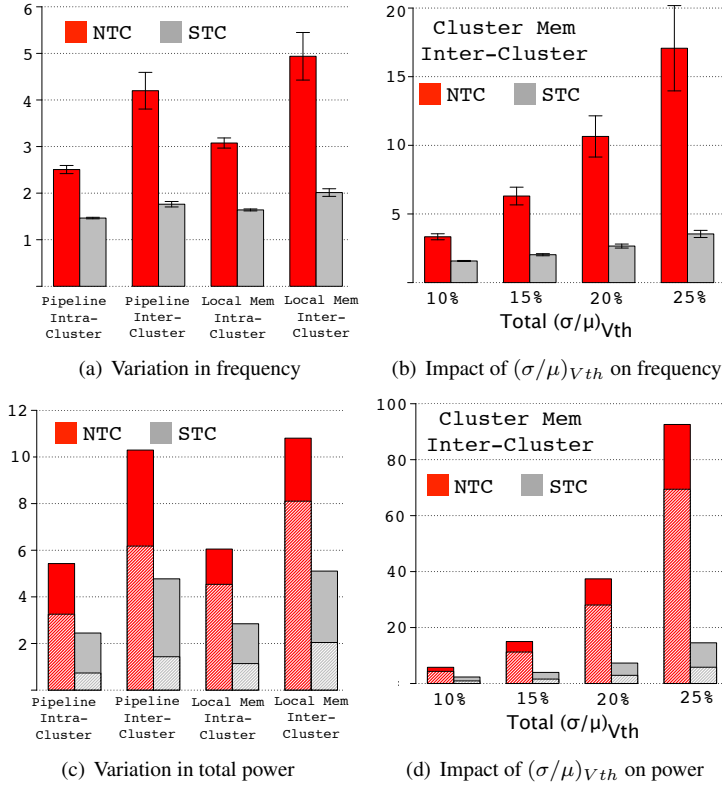 6
5
4
3
2
1
NTC STC
Pipeline Pipeline Local Mem Local Mem
Intra- Inter- Intra- Inter-
Cluster Cluster Cluster Cluster
(a) Variation in frequency
20
15
10
5
Cluster Mem
Inter-Cluster
NTC STC
10% 15% 20% 25%
Total (σ/μ)Vth
(b) Impact of (σ/μ)Vth on frequency
12
10
8
6
4
2
NTC STC
Pipeline Pipeline Local Mem Local Mem
Intra- Inter- Intra- Inter-
Cluster Cluster Cluster Cluster
(c) Variation in total power
100
80
60
40
20
Cluster Mem
Inter-Cluster
NTC STC
10% 15% 20% 25%
Total (σ/μ)Vth
(d) Impact of (σ/μ)Vth on power